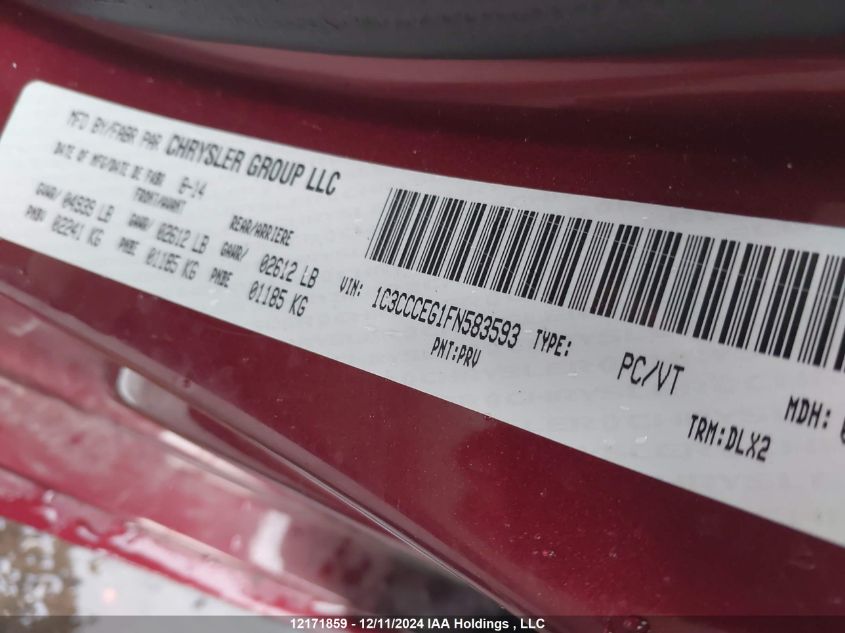 MFD BY/FABR PAR CHRYSLER GROUP LLC
DATE OF MFG/DATE DE FABR 6-14
FRONT/AVANT REAR/ARRIERE
GVWR/ 04939 LB GAWR/ 02612 LB GAWR/ 02612 LB
PNBV 02241 KG PNBE 01185 KG PNBE 01185 KG
VIN: 1C3CCCEG1FN583593 TYPE: PC/VT MDH:
PNT:PRV TRM:DLX2
12171859 - 12/11/2024 IAA Holdings , LLC